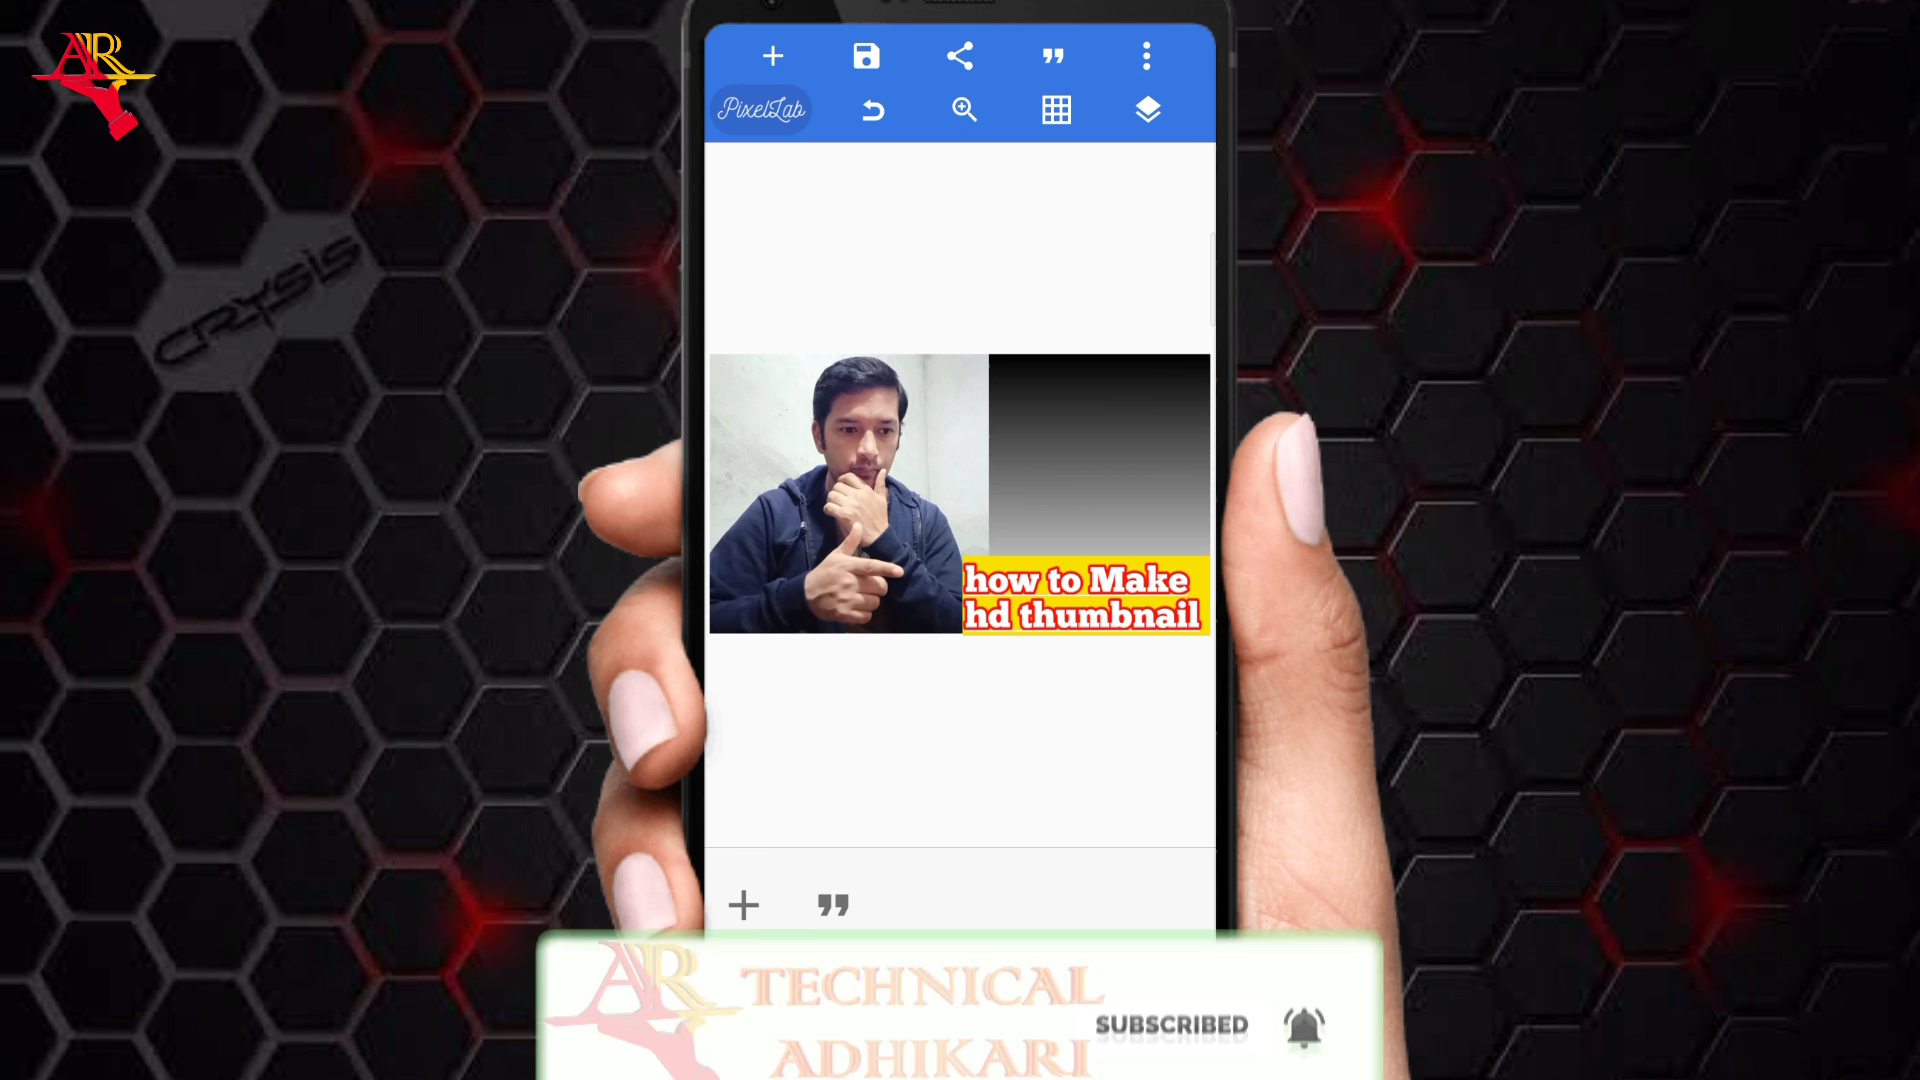 AR
PixelLab
CRYSIS
how to Make
hd thumbnail
AR TECHNICAL
ADHIKARI
SUBSCRIBED